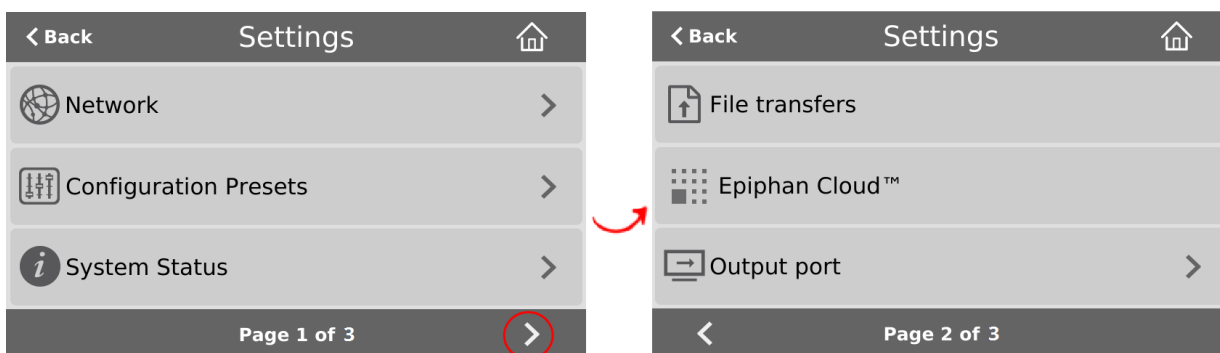 Back Settings
Network
Configuration Presets
i System Status
Page 1 of 3
Back Settings
File transfers
Epiphan Cloud™
Output port
Page 2 of 3